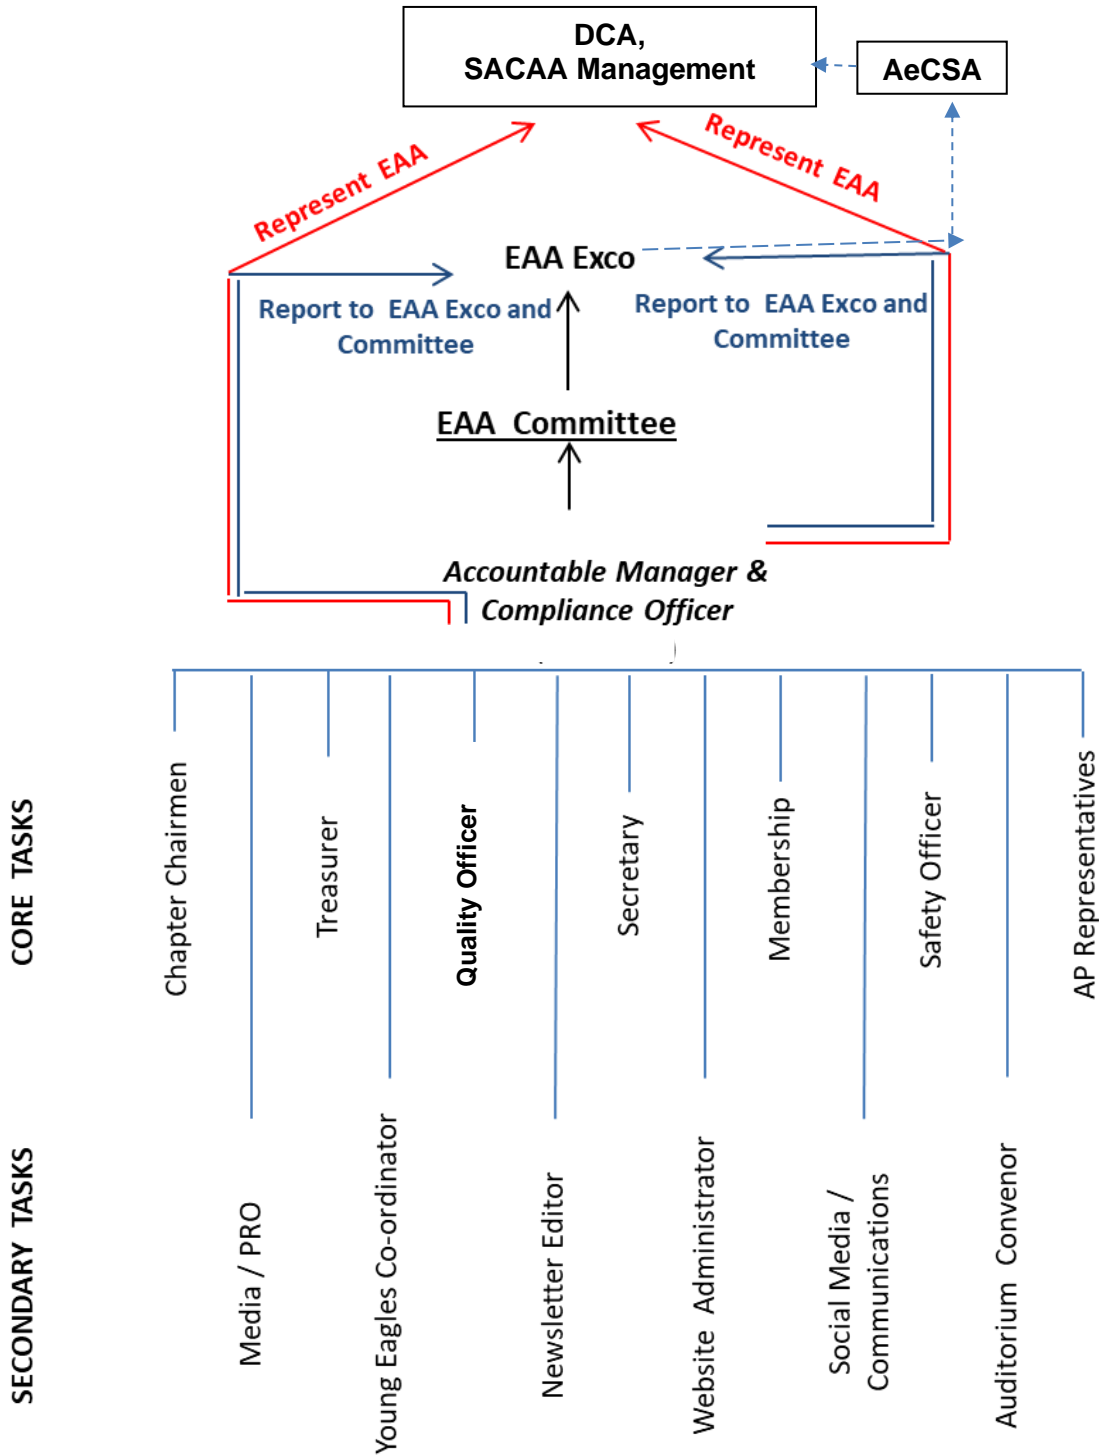 DCA,
SACAA Management
AeCSA
Represent EAA
Represent EAA
EAA Exco
Report to EAA Exco and
Committee
Report to EAA Exco and
Committee
EAA Committee
Accountable Manager &
Compliance Officer
CORE TASKS
Chapter Chairmen
Treasurer
Quality Officer
Secretary
Membership
Safety Officer
AP Representatives
SECONDARY TASKS
Media / PRO
Young Eagles Co-ordinator
Newsletter Editor
Website Administrator
Social Media /
Communications
Auditorium Convenor